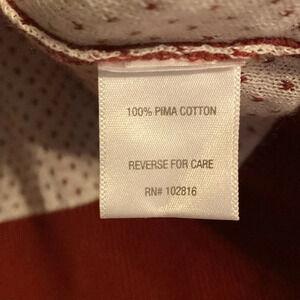 100% PIMA COTTON
REVERSE FOR CARE
RN# 102816